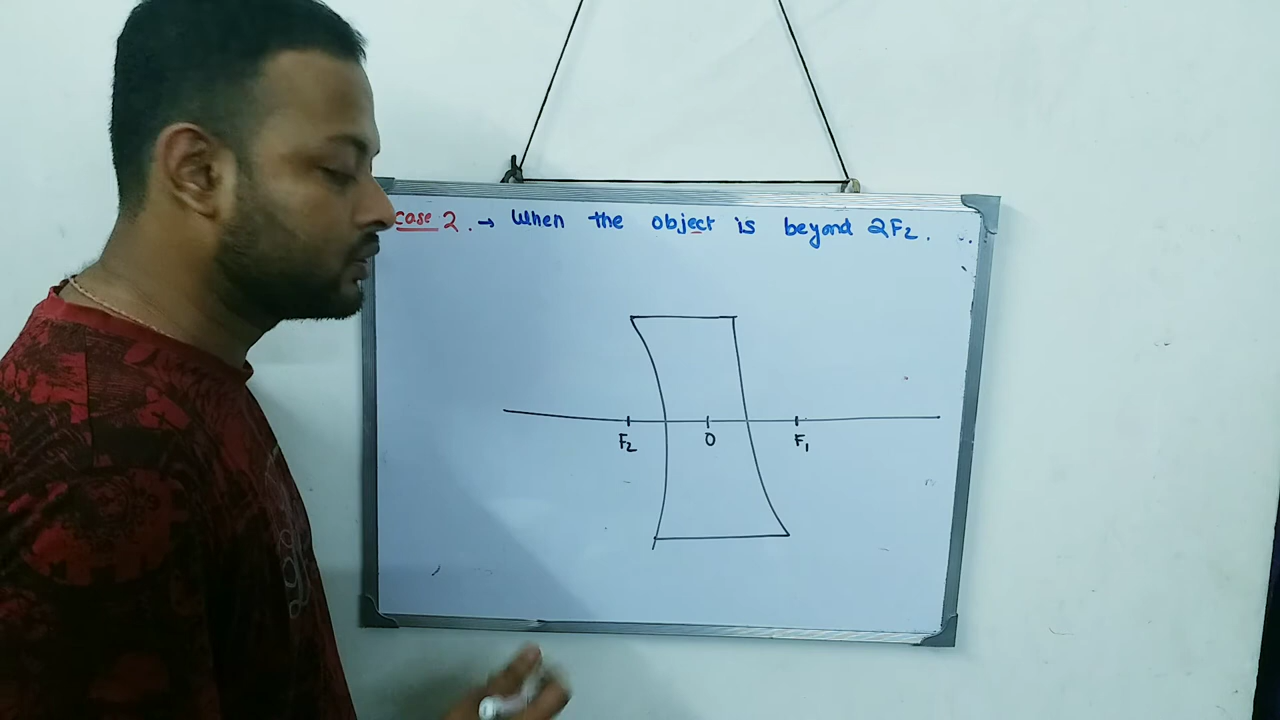 case 2. → When the object is beyond 2F₂.
F₂ O F₁